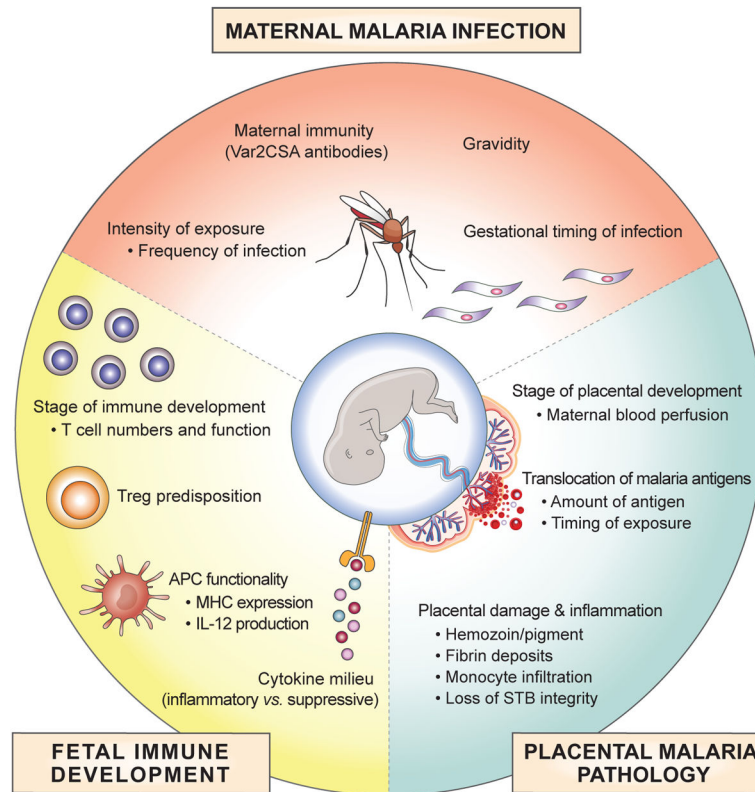 MATERNAL MALARIA INFECTION
Maternal immunity
(Var2CSA antibodies)
Gravidity
Intensity of exposure
• Frequency of infection
Gestational timing of infection
Stage of immune development
• T cell numbers and function
Treg predisposition
APC functionality
• MHC expression
• IL-12 production
Cytokine milieu
(inflammatory vs. suppressive)
Stage of placental development
• Maternal blood perfusion
Translocation of malaria antigens
• Amount of antigen
• Timing of exposure
Placental damage & inflammation
• Hemozoin/pigment
• Fibrin deposits
• Monocyte infiltration
• Loss of STB integrity
FETAL IMMUNE
DEVELOPMENT
PLACENTAL MALARIA
PATHOLOGY